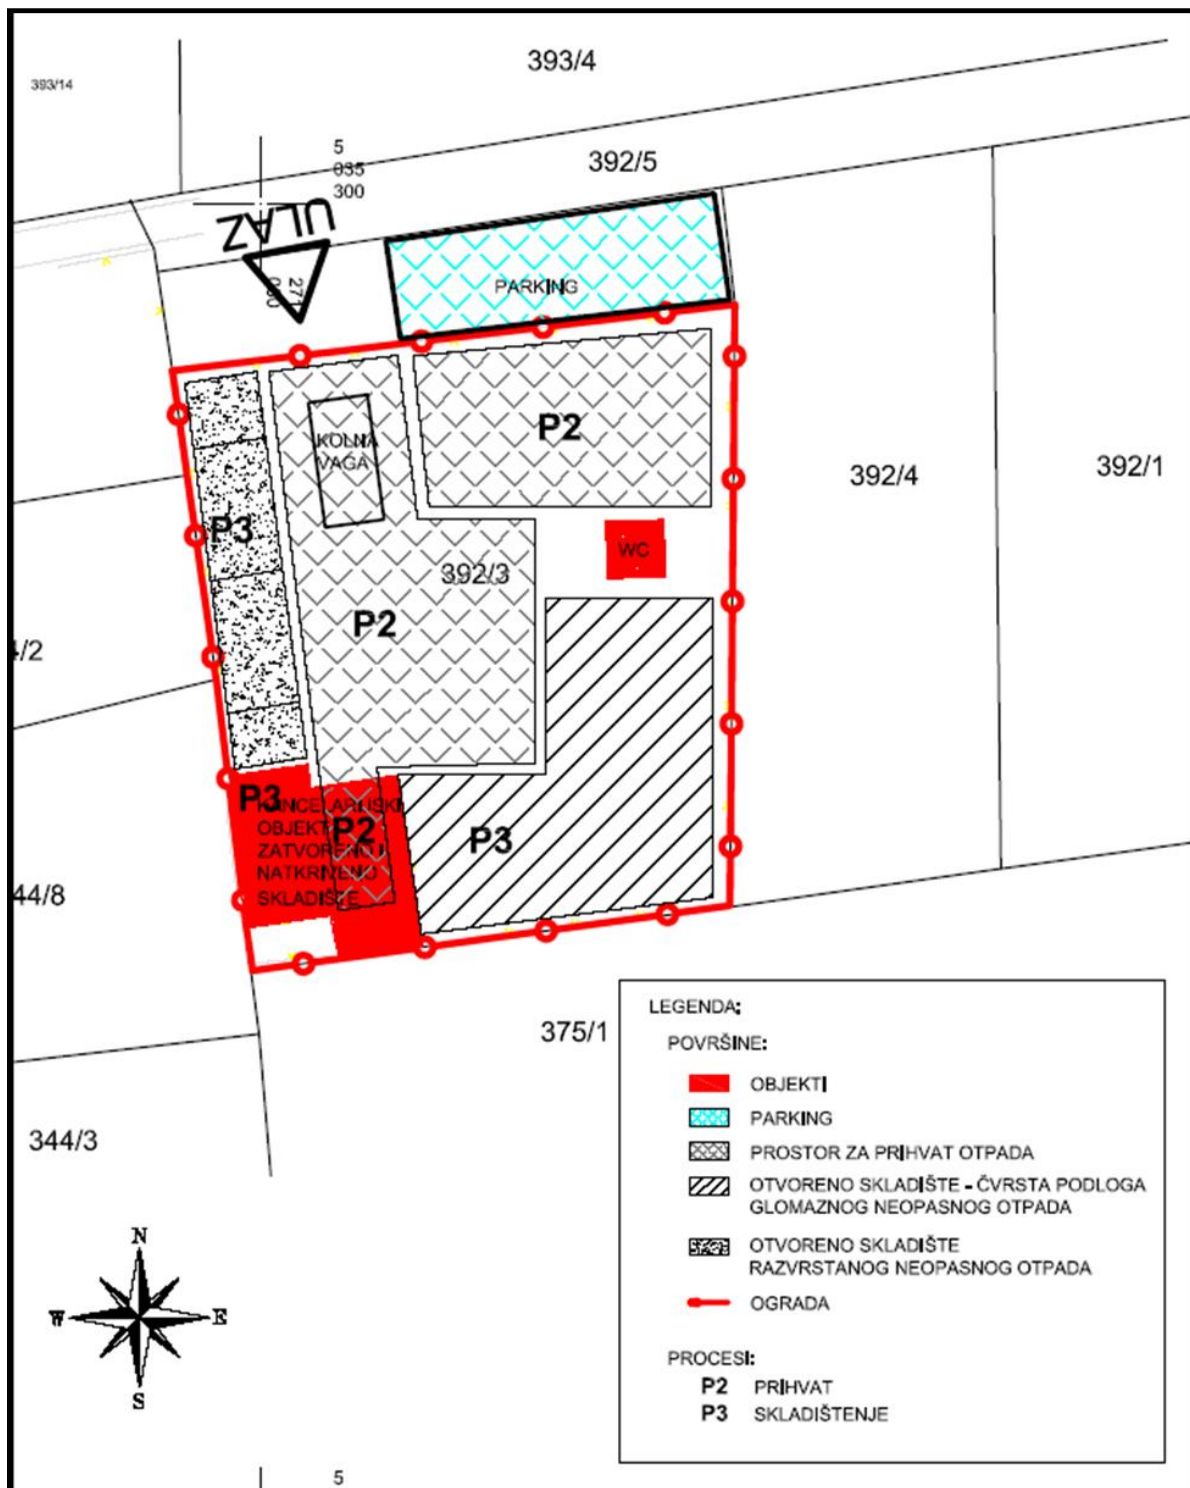 393/4
393/14
5
035
300
392/5
ULAZ
271
PARKING
P2
KOLNA
VAGA
392/4
392/1
P3
392/3
P2
4/2
P3
KANCELARIJSKI
OBJEKT I
ZATVORENO I
NATKRIVENO
SKLADIŠTE
P2
P3
WC
44/8
375/1
344/3
N
W
E
S
5
LEGENDA:
POVRŠINE:
OBJEKTI
PARKING
PROSTOR ZA PRIHVAT OTPADA
OTVORENO SKLADIŠTE - ČVRSTA PODLOGA
GLOMAZNOG NEOPASNOG OTPADA
OTVORENO SKLADIŠTE
RAZVRSTANOG NEOPASNOG OTPADA
OGRADA
PROCESI:
P2 PRIHVAT
P3 SKLADIŠTENJE